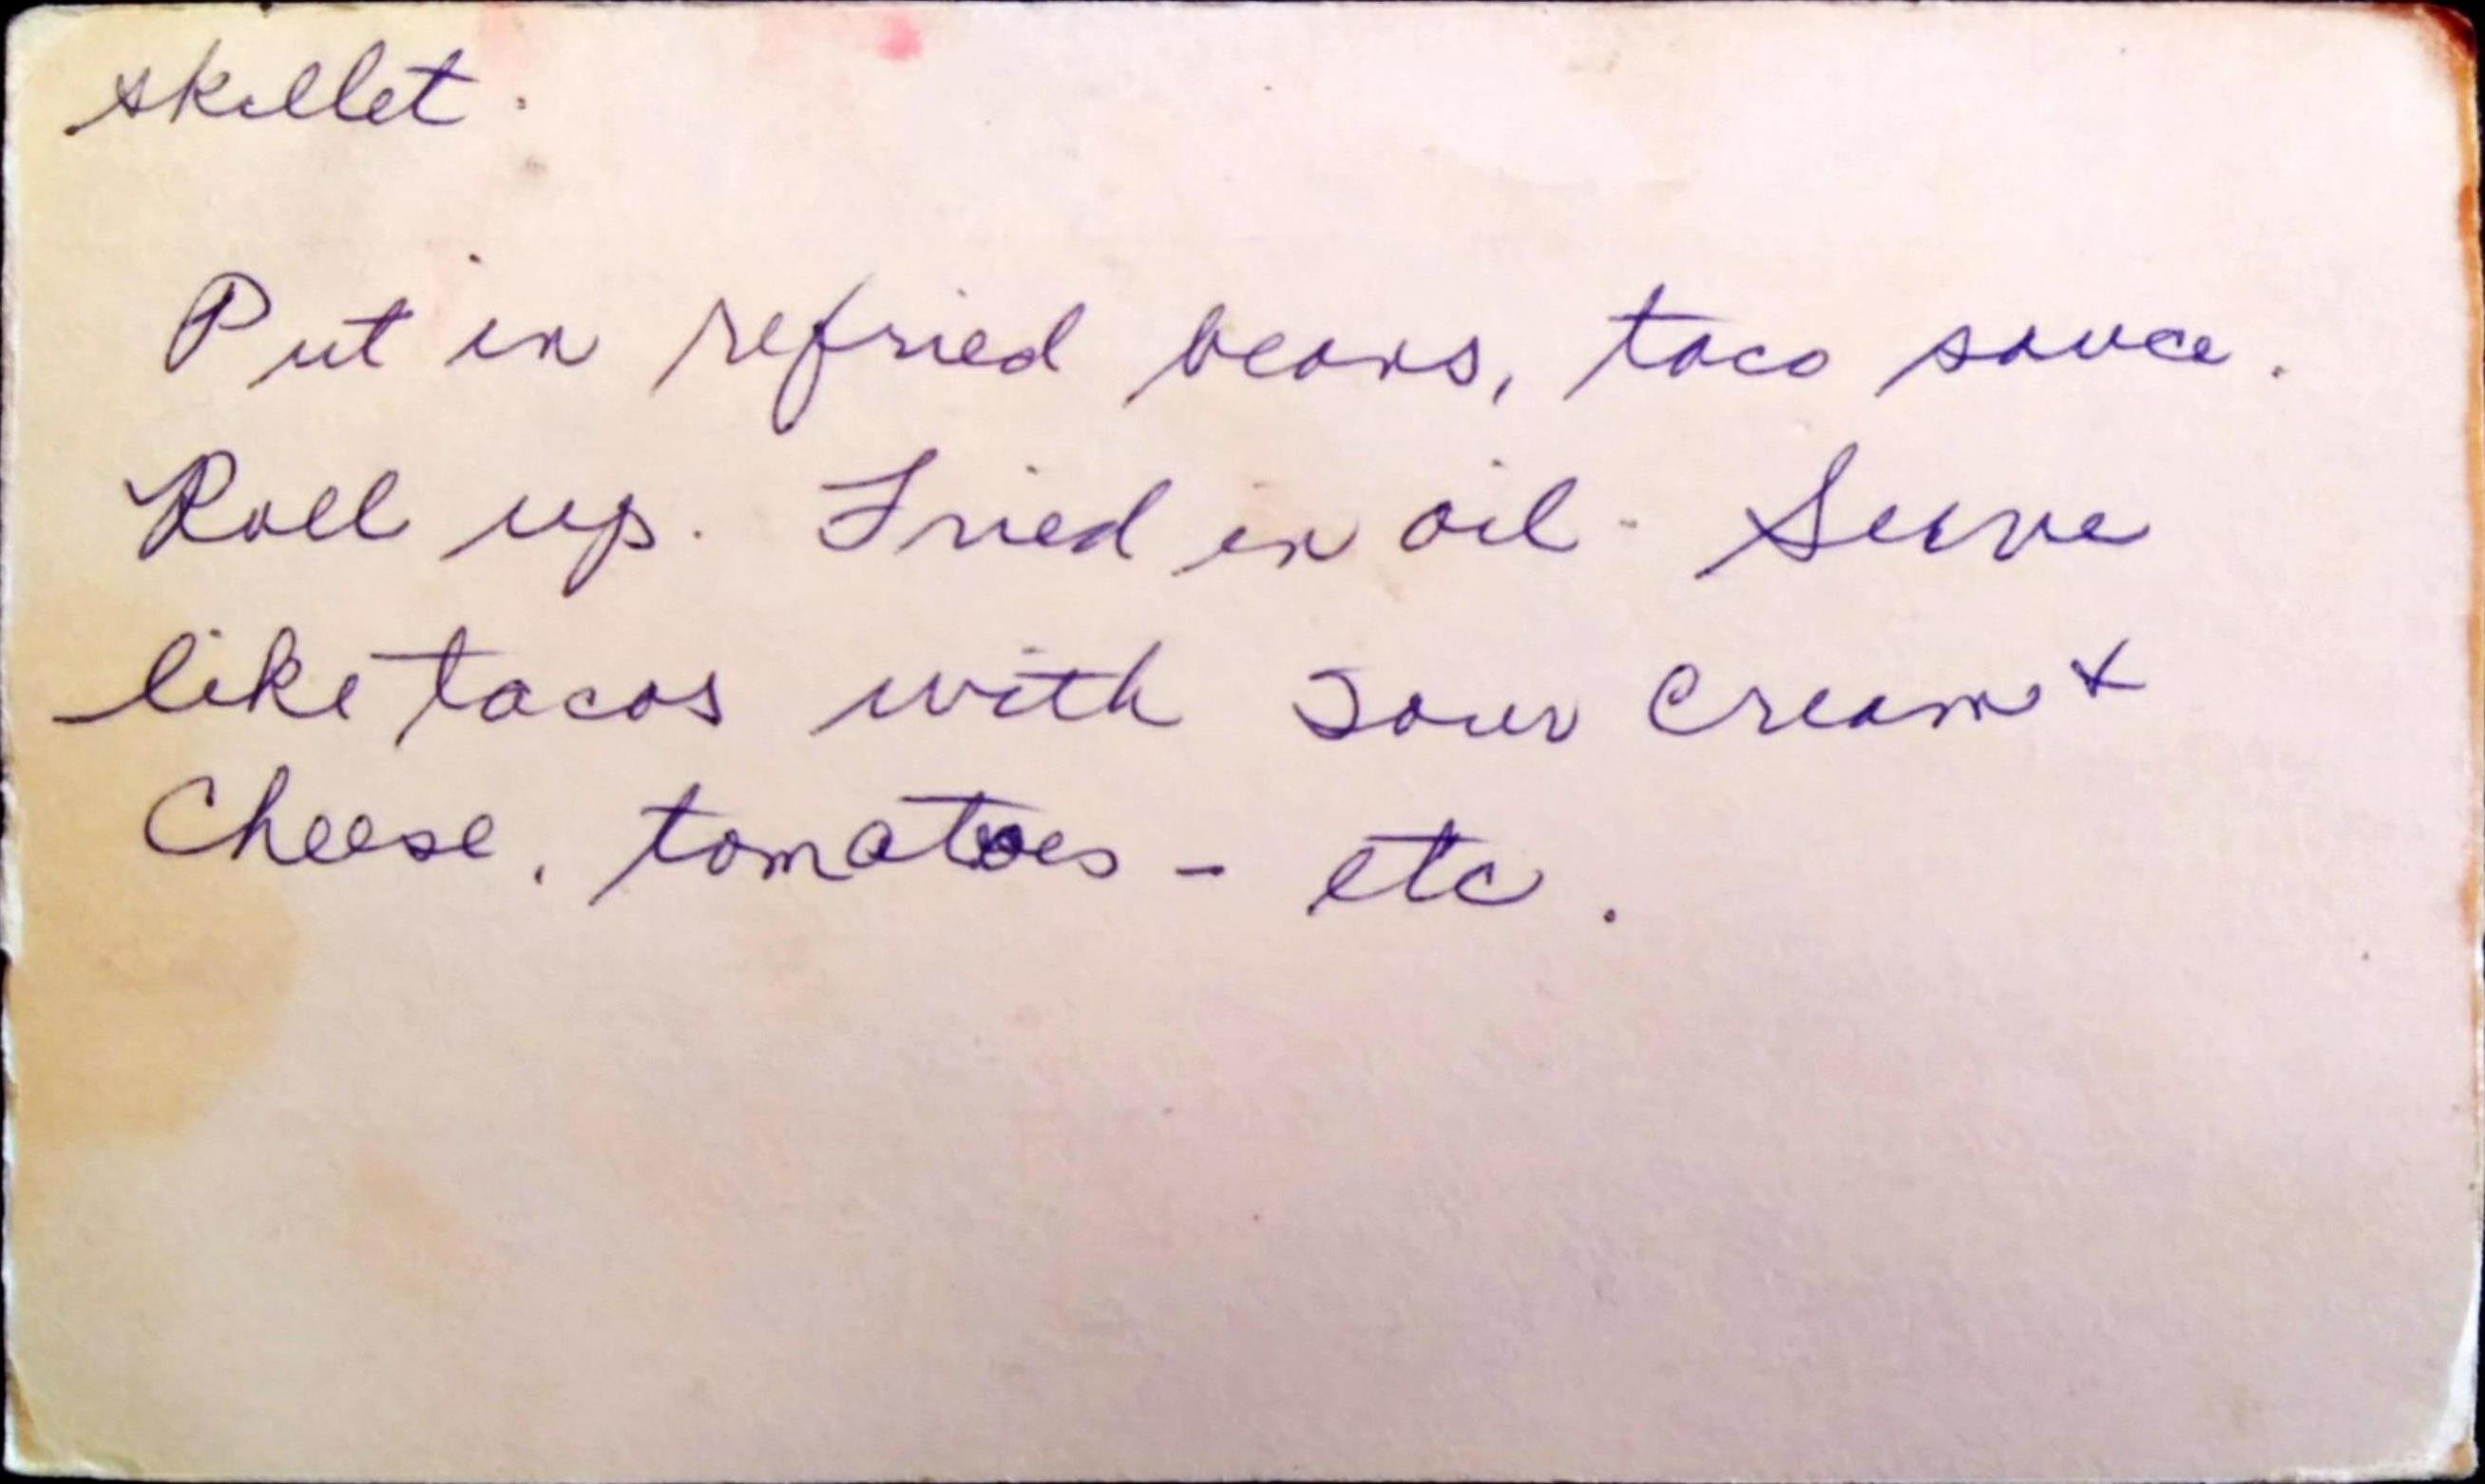 skillet.
Put in refried beans, taco sauce.
Roll up. Fried in oil. Serve
like tacos with sour cream &
Cheese, tomatoes - etc.